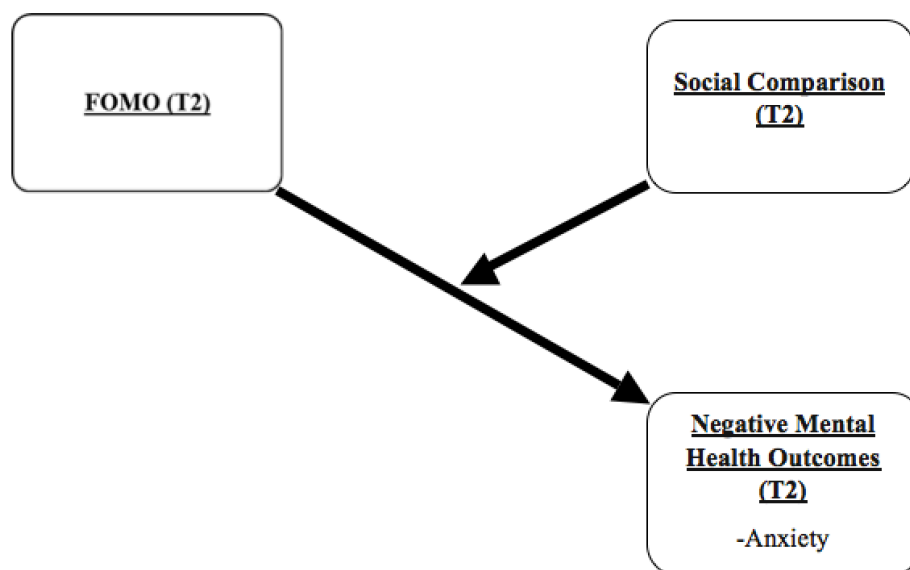 FOMO (T2)
Social Comparison
(T2)
Negative Mental
Health Outcomes
(T2)
-Anxiety